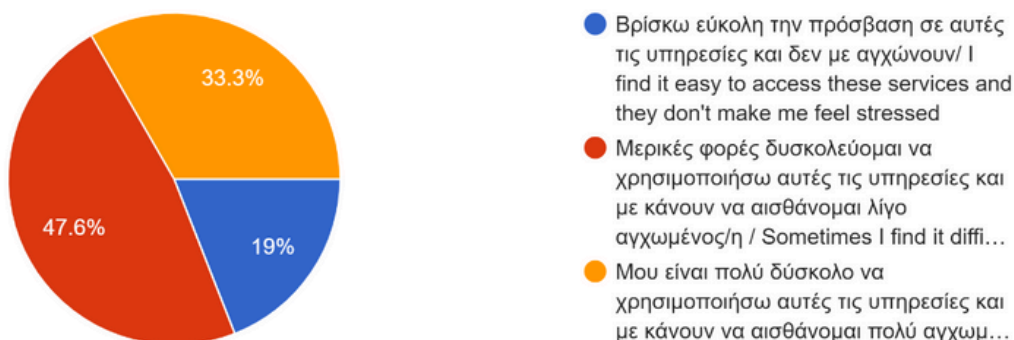 33.3%
47.6%
19%
Βρίσκω εύκολη την πρόσβαση σε αυτές
τις υπηρεσίες και δεν με αγχώνουν/ I
find it easy to access these services and
they don't make me feel stressed
Μερικές φορές δυσκολεύομαι να
χρησιμοποιήσω αυτές τις υπηρεσίες και
με κάνουν να αισθάνομαι λίγο
αγχωμένος/η / Sometimes I find it diffi…
Μου είναι πολύ δύσκολο να
χρησιμοποιήσω αυτές τις υπηρεσίες και
με κάνουν να αισθάνομαι πολύ αγχωμ…